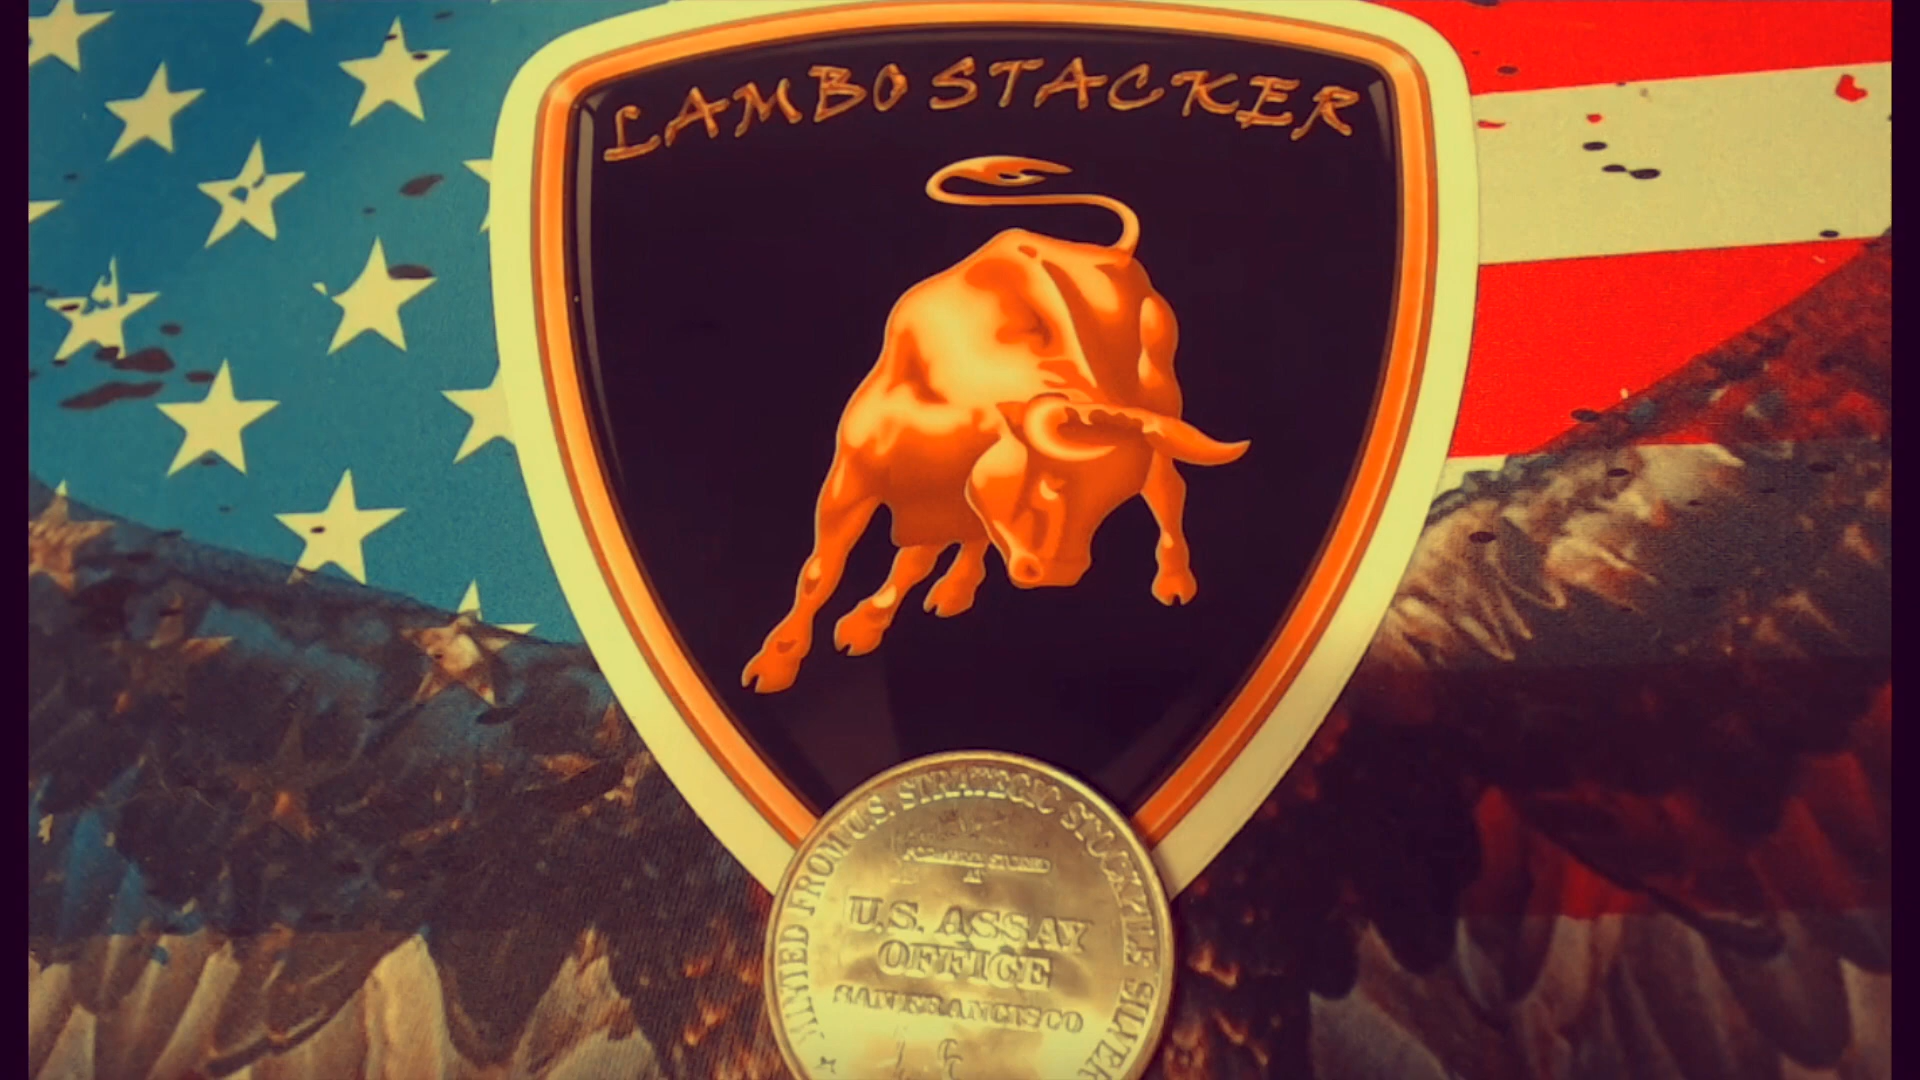 LAMBO STACKER
MINTED FROM U.S. STRATEGIC STOCKPILE SILVER
U.S. ASSAY
OFFICE
SAN FRANCISCO